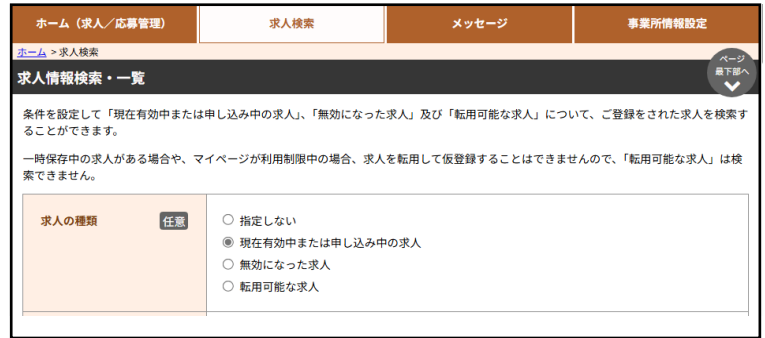 ホーム（求人／応募管理）
求人検索
メッセージ
事業所情報設定
ホーム > 求人検索
ページ
最下部へ
求人情報検索・一覧
条件を設定して「現在有効中または申し込み中の求人」、「無効になった求人」及び「転用可能な求人」について、ご登録をされた求人を検索す
ることができます。
一時保存中の求人がある場合や、マイページが利用制限中の場合、求人を転用して仮登録することはできませんので、「転用可能な求人」は検
索できません。
求人の種類
任意
指定しない
現在有効中または申し込み中の求人
無効になった求人
転用可能な求人